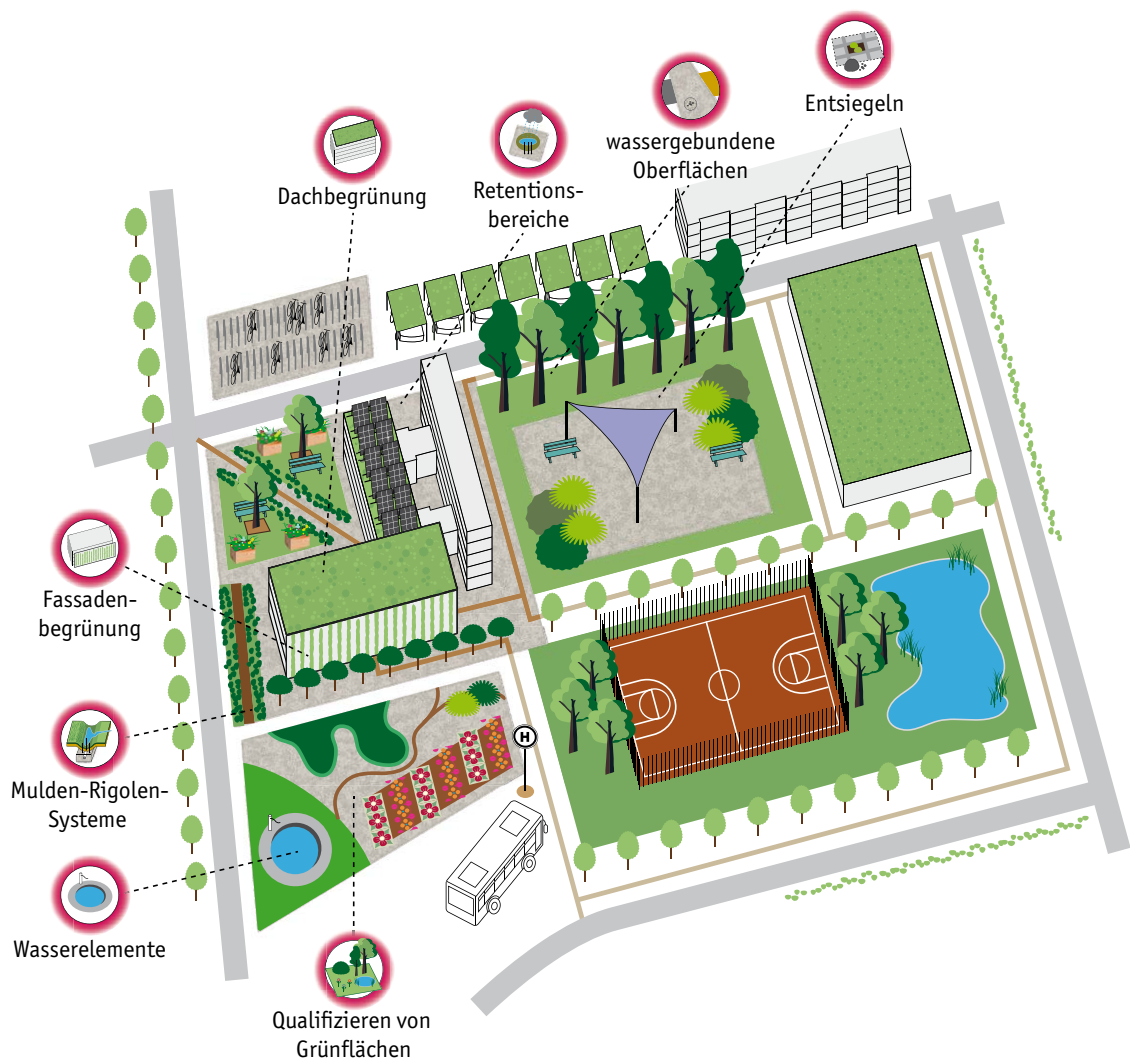 Entsiegeln
wassergebundene
Oberflächen
Retentions-
bereiche
Dachbegrünung
Fassaden-
begrünung
H
Mulden-Rigolen-
Systeme
Wasserelemente
Qualifizieren von
Grünflächen